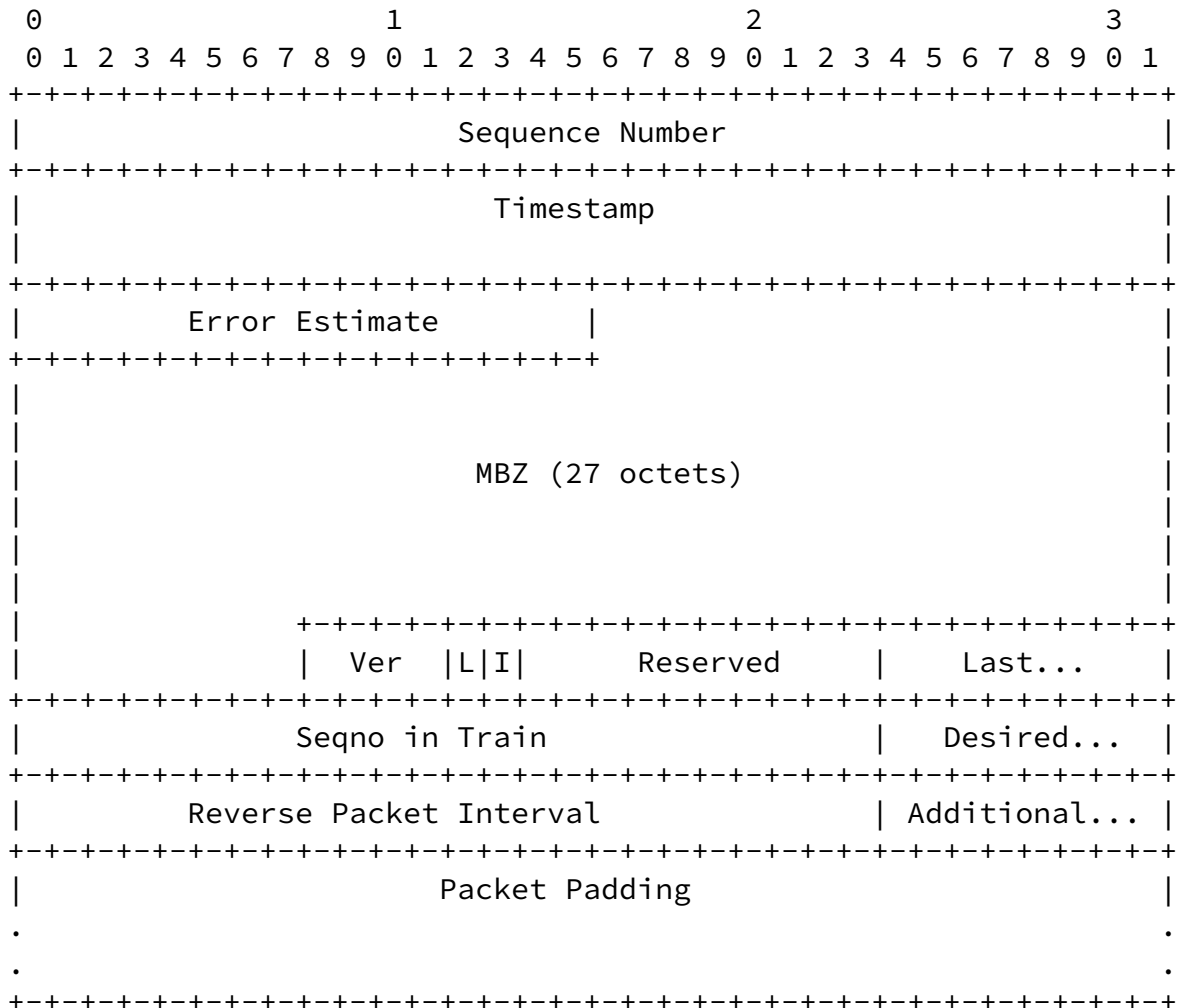 0                   1                   2                   3
 0 1 2 3 4 5 6 7 8 9 0 1 2 3 4 5 6 7 8 9 0 1 2 3 4 5 6 7 8 9 0 1
+-+-+-+-+-+-+-+-+-+-+-+-+-+-+-+-+-+-+-+-+-+-+-+-+-+-+-+-+-+-+-+-+
|                        Sequence Number                        |
+-+-+-+-+-+-+-+-+-+-+-+-+-+-+-+-+-+-+-+-+-+-+-+-+-+-+-+-+-+-+-+-+
|                          Timestamp                            |
|                                                               |
+-+-+-+-+-+-+-+-+-+-+-+-+-+-+-+-+-+-+-+-+-+-+-+-+-+-+-+-+-+-+-+-+
|         Error Estimate        |                               |
+-+-+-+-+-+-+-+-+-+-+-+-+-+-+-+-+                               |
|                                                               |
|                                                               |
|                         MBZ (27 octets)                       |
|                                                               |
|                                                               |
|                                                               |
|               +-+-+-+-+-+-+-+-+-+-+-+-+-+-+-+-+-+-+-+-+-+-+-+-+
|               |  Ver  |L|I|      Reserved     |    Last...    |
+-+-+-+-+-+-+-+-+-+-+-+-+-+-+-+-+-+-+-+-+-+-+-+-+-+-+-+-+-+-+-+-+
|               Seqno in Train                  |   Desired...  |
+-+-+-+-+-+-+-+-+-+-+-+-+-+-+-+-+-+-+-+-+-+-+-+-+-+-+-+-+-+-+-+-+
|         Reverse Packet Interval               | Additional... |
+-+-+-+-+-+-+-+-+-+-+-+-+-+-+-+-+-+-+-+-+-+-+-+-+-+-+-+-+-+-+-+-+
|                       Packet Padding                          |
.                                                               .
.                                                               .
+-+-+-+-+-+-+-+-+-+-+-+-+-+-+-+-+-+-+-+-+-+-+-+-+-+-+-+-+-+-+-+-+